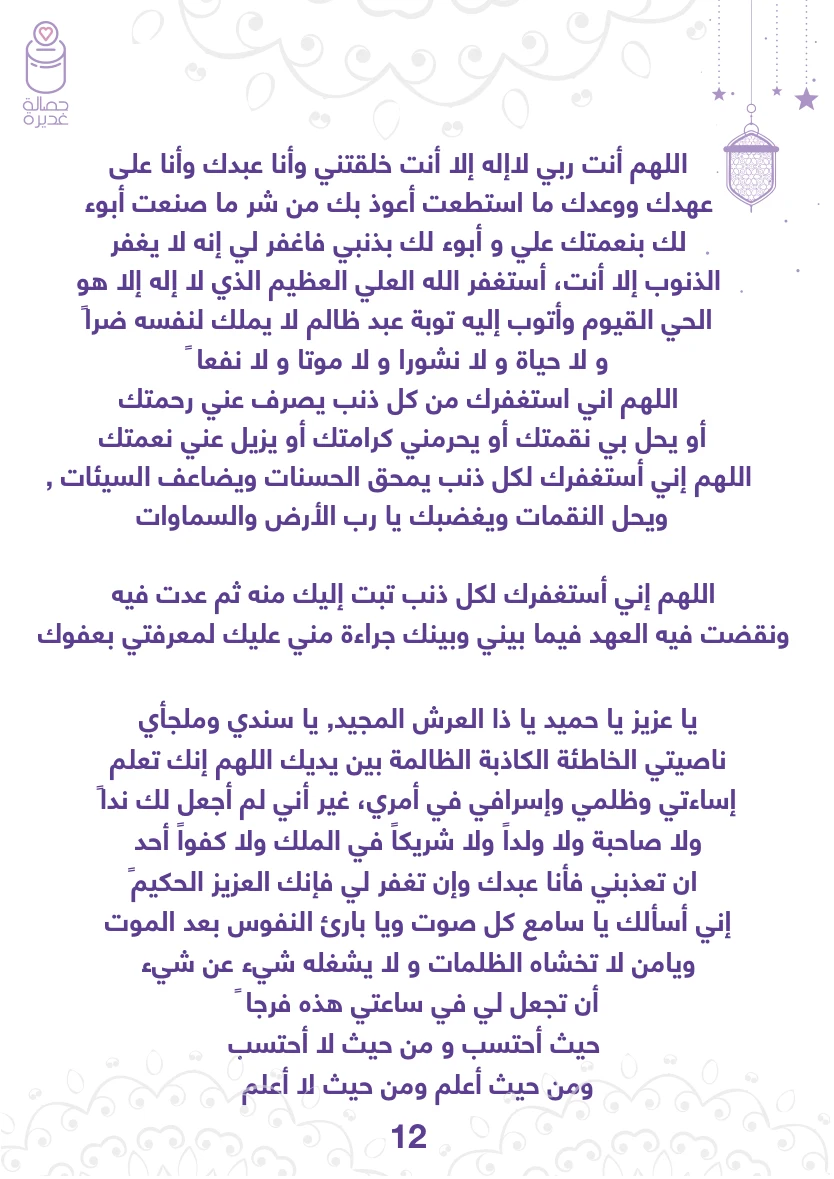 حصالة
غديرة
اللهم أنت ربي لاإله إلا أنت خلقتني وأنا عبدك وأنا على
عهدك ووعدك ما استطعت أعوذ بك من شر ما صنعت أبوء
لك بنعمتك علي و أبوء لك بذنبي فاغفر لي إنه لا يغفر
الذنوب إلا أنت، أستغفر الله العلي العظيم الذي لا إله إلا هو
الحي القيوم وأتوب إليه توبة عبد ظالم لا يملك لنفسه ضراً
و لا حياة و لا نشورا و لا موتا و لا نفعا ً
اللهم اني استغفرك من كل ذنب يصرف عني رحمتك
أو يحل بي نقمتك أو يحرمني كرامتك أو يزيل عني نعمتك
اللهم إني أستغفرك لكل ذنب يمحق الحسنات ويضاعف السيئات ,
ويحل النقمات ويغضبك يا رب الأرض والسماوات
اللهم إني أستغفرك لكل ذنب تبت إليك منه ثم عدت فيه
ونقضت فيه العهد فيما بيني وبينك جراءة مني عليك لمعرفتي بعفوك
يا عزيز يا حميد يا ذا العرش المجيد, يا سندي وملجأي
ناصيتي الخاطئة الكاذبة الظالمة بين يديك اللهم إنك تعلم
إساءتي وظلمي وإسرافي في أمري، غير أني لم أجعل لك نداً
ولا صاحبة ولا ولداً ولا شريكاً في الملك ولا كفواً أحد
ان تعذبني فأنا عبدك وإن تغفر لي فإنك العزيز الحكيم ً
إني أسألك يا سامع كل صوت ويا بارئ النفوس بعد الموت
ويامن لا تخشاه الظلمات و لا يشغله شيء عن شيء
أن تجعل لي في ساعتي هذه فرجا ً
حيث أحتسب و من حيث لا أحتسب
ومن حيث أعلم ومن حيث لا أعلم
12